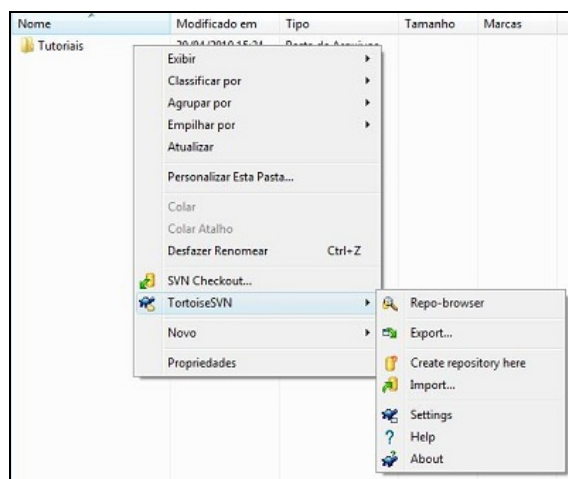 Nome Modificado em Tipo Tamanho Marcas
Tutoriais
Exibir
Classificar por
Agrupar por
Empilhar por
Atualizar
Personalizar Esta Pasta...
Colar
Colar Atalho
Desfazer Renomear Ctrl+Z
SVN Checkout...
TortoiseSVN
Novo
Propriedades
Repo-browser
Export...
Create repository here
Import...
Settings
Help
About